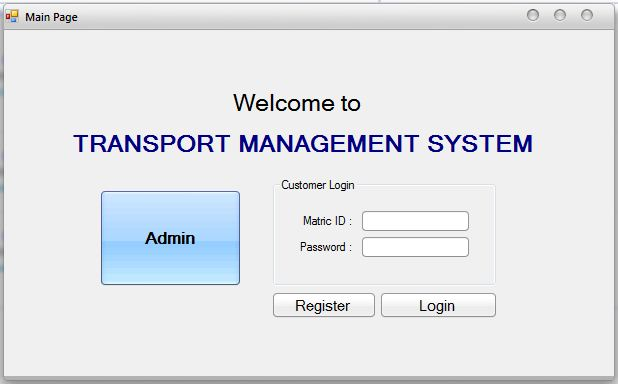 Main Page
Welcome to
TRANSPORT MANAGEMENT SYSTEM
Admin
Customer Login
Matric ID :
Password :
Register
Login